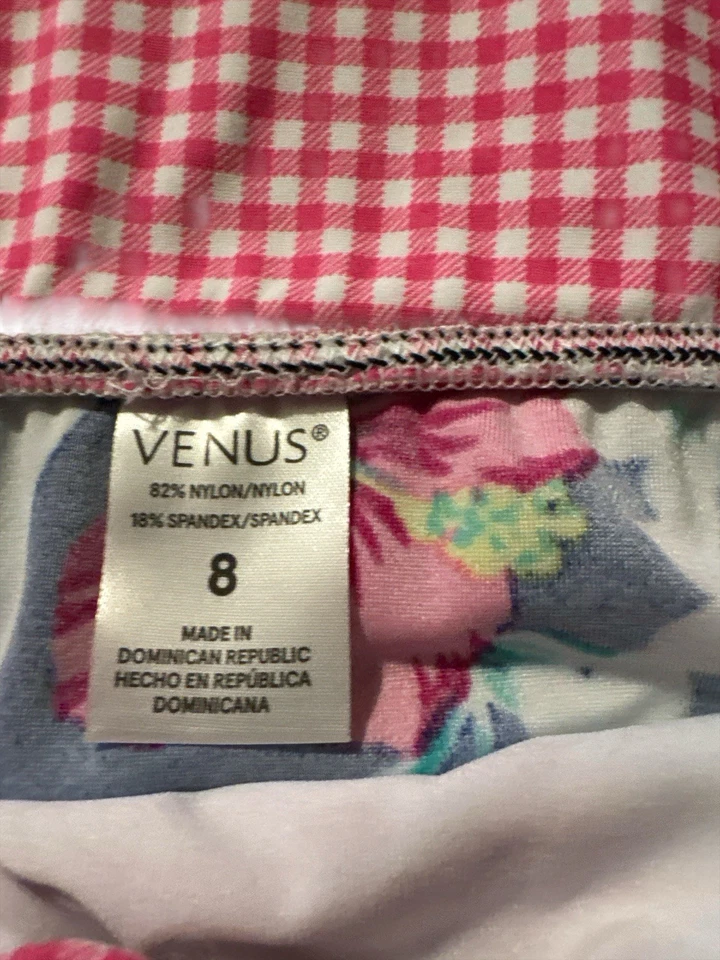 VENUS®
82% NYLON/NYLON
18% SPANDEX/SPANDEX
8
MADE IN
DOMINICAN REPUBLIC
HECHO EN REPÚBLICA
DOMINICANA